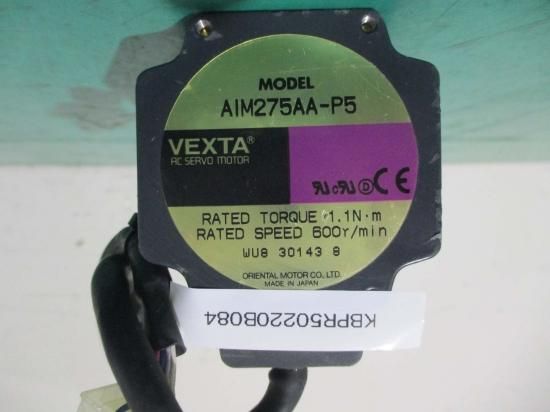 MODEL
AIM275AA-P5
VEXTA®
AC SERVO MOTOR
RATED TORQUE 1.1N·m
RATED SPEED 600r/min
WU8 30143 8
ORIENTAL MOTOR CO., LTD.
MADE IN JAPAN
KBPR50220B084